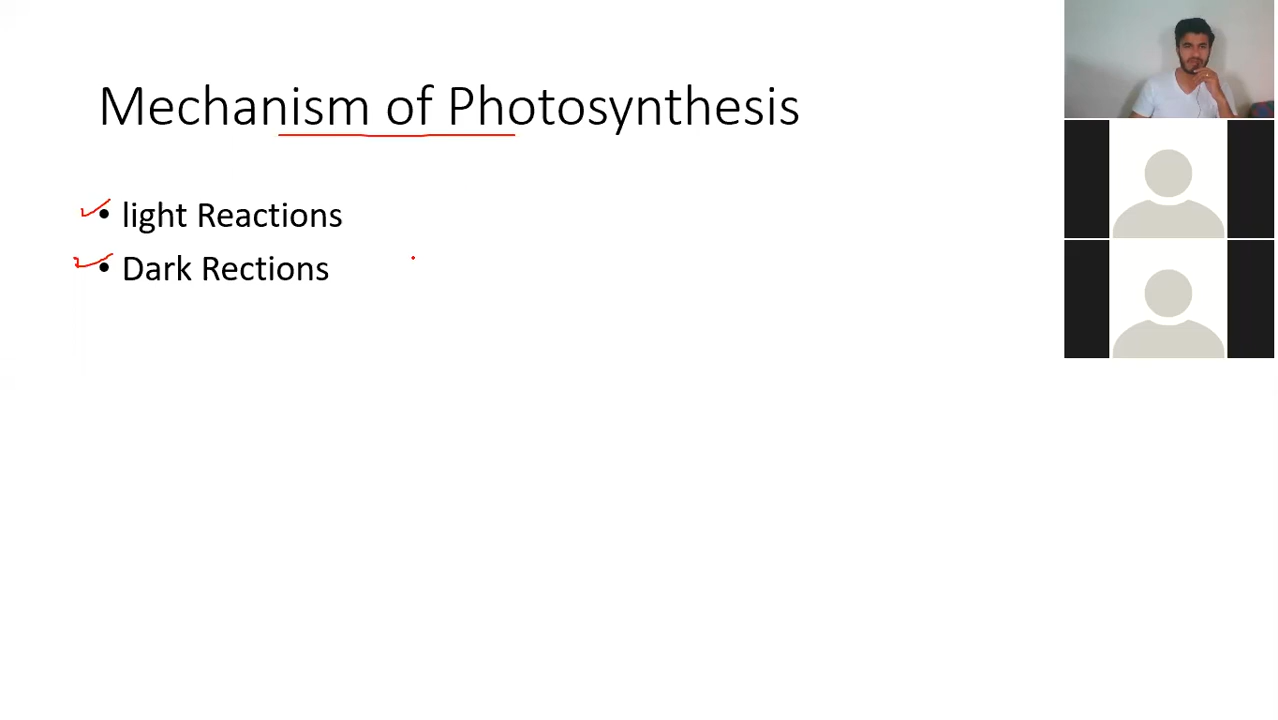 Mechanism of Photosynthesis
• light Reactions
• Dark Rections